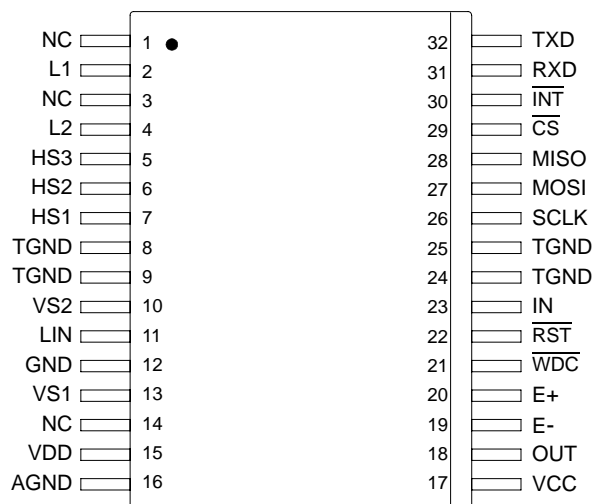 NC 1 32 TXD
L1 2 31 RXD
NC 3 30 INT
L2 4 29 CS
HS3 5 28 MISO
HS2 6 27 MOSI
HS1 7 26 SCLK
TGND 8 25 TGND
TGND 9 24 TGND
VS2 10 23 IN
LIN 11 22 RST
GND 12 21 WDC
VS1 13 20 E+
NC 14 19 E-
VDD 15 18 OUT
AGND 16 17 VCC